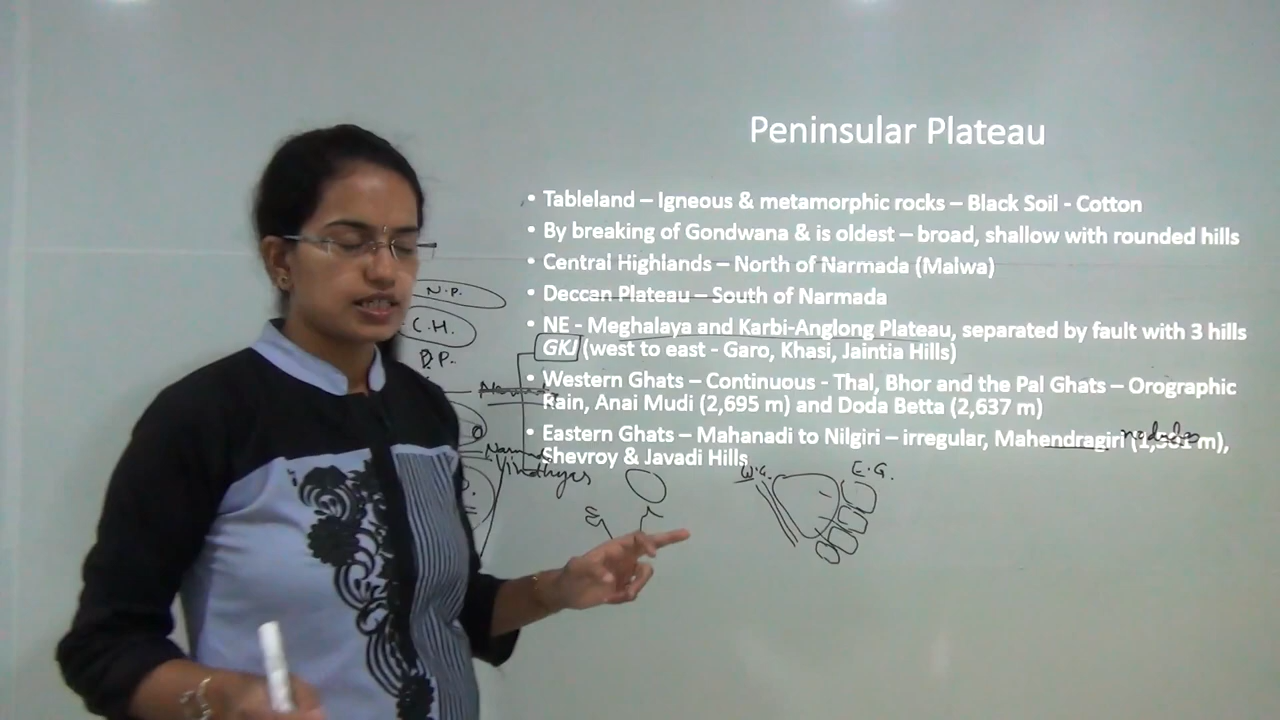 Peninsular Plateau
• Tableland – Igneous & metamorphic rocks – Black Soil - Cotton
• By breaking of Gondwana & is oldest – broad, shallow with rounded hills
• Central Highlands – North of Narmada (Malwa)
• Deccan Plateau – South of Narmada
• NE - Meghalaya and Karbi-Anglong Plateau, separated by fault with 3 hills
GKJ (west to east - Garo, Khasi, Jaintia Hills)
• Western Ghats – Continuous - Thal, Bhor and the Pal Ghats – Orographic
Rain, Anai Mudi (2,695 m) and Doda Betta (2,637 m)
• Eastern Ghats – Mahanadi to Nilgiri – irregular, Mahendragiri m),
Shevroy & Javadi Hills
N.P.
C.H.
D.P.
Vindhyas
W.G.
E.G.